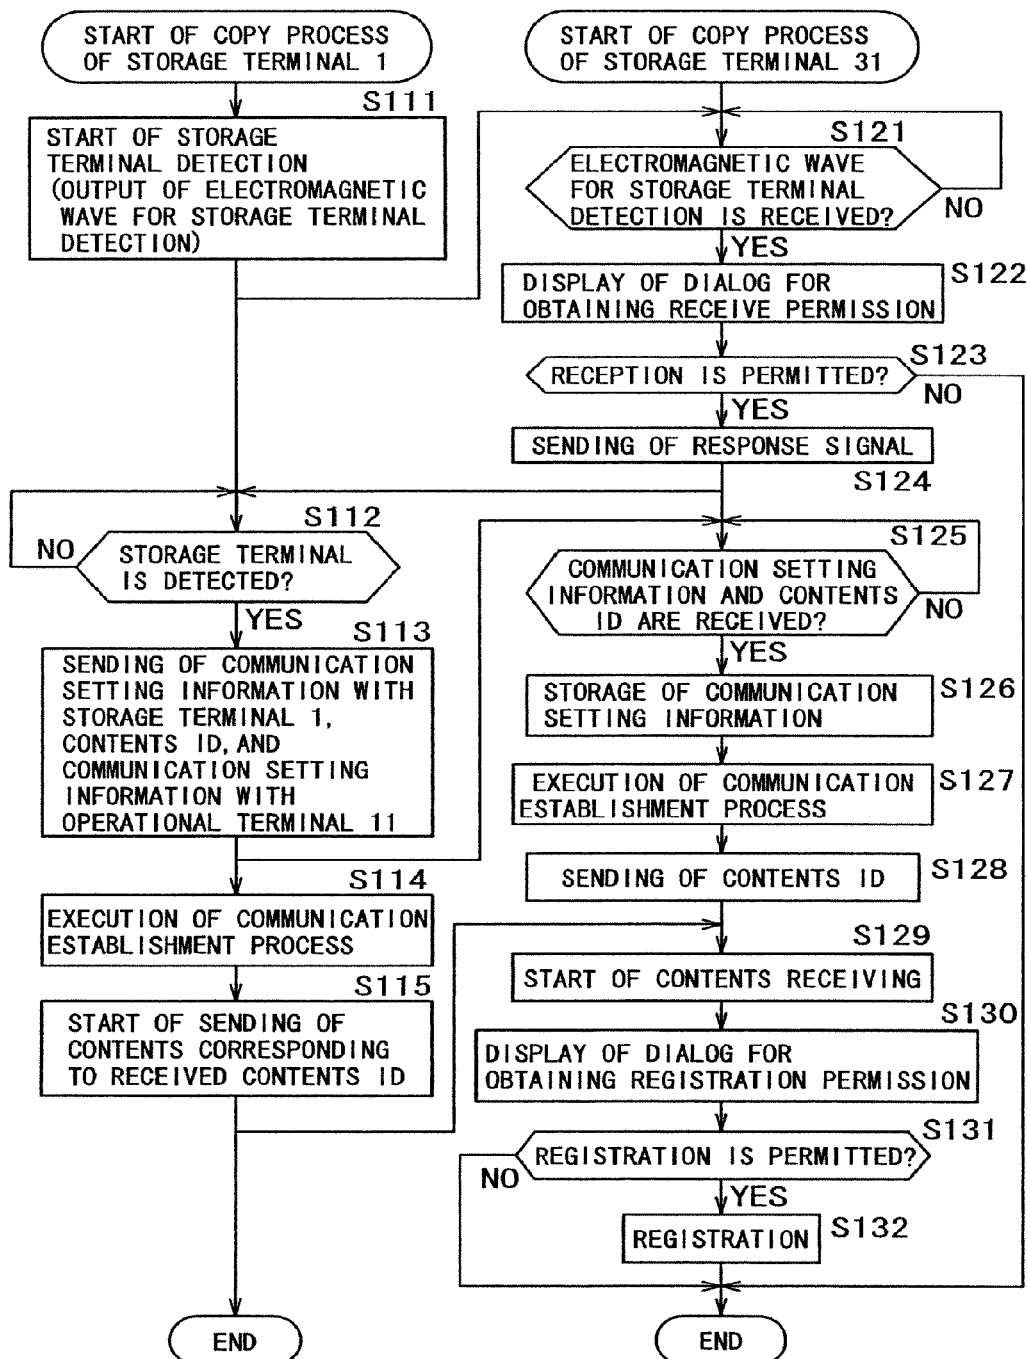 START OF COPY PROCESS
OF STORAGE TERMINAL 1
S111
START OF STORAGE
TERMINAL DETECTION
(OUTPUT OF ELECTROMAGNETIC
WAVE FOR STORAGE TERMINAL
DETECTION)
S112
STORAGE TERMINAL
IS DETECTED?
NO
YES
S113
SENDING OF COMMUNICATION
SETTING INFORMATION WITH
STORAGE TERMINAL 1,
CONTENTS ID, AND
COMMUNICATION SETTING
INFORMATION WITH
OPERATIONAL TERMINAL 11
S114
EXECUTION OF COMMUNICATION
ESTABLISHMENT PROCESS
S115
START OF SENDING OF
CONTENTS CORRESPONDING
TO RECEIVED CONTENTS ID
END
START OF COPY PROCESS
OF STORAGE TERMINAL 31
S121
ELECTROMAGNETIC WAVE
FOR STORAGE TERMINAL
DETECTION IS RECEIVED?
NO
YES
S122
DISPLAY OF DIALOG FOR
OBTAINING RECEIVE PERMISSION
S123
RECEPTION IS PERMITTED?
NO
YES
SENDING OF RESPONSE SIGNAL
S124
S125
COMMUNICATION SETTING
INFORMATION AND CONTENTS
ID ARE RECEIVED?
NO
YES
STORAGE OF COMMUNICATION
SETTING INFORMATION
S126
EXECUTION OF COMMUNICATION
ESTABLISHMENT PROCESS
S127
SENDING OF CONTENTS ID
S128
S129
START OF CONTENTS RECEIVING
S130
DISPLAY OF DIALOG FOR
OBTAINING REGISTRATION PERMISSION
S131
REGISTRATION IS PERMITTED?
NO
YES
REGISTRATION
S132
END